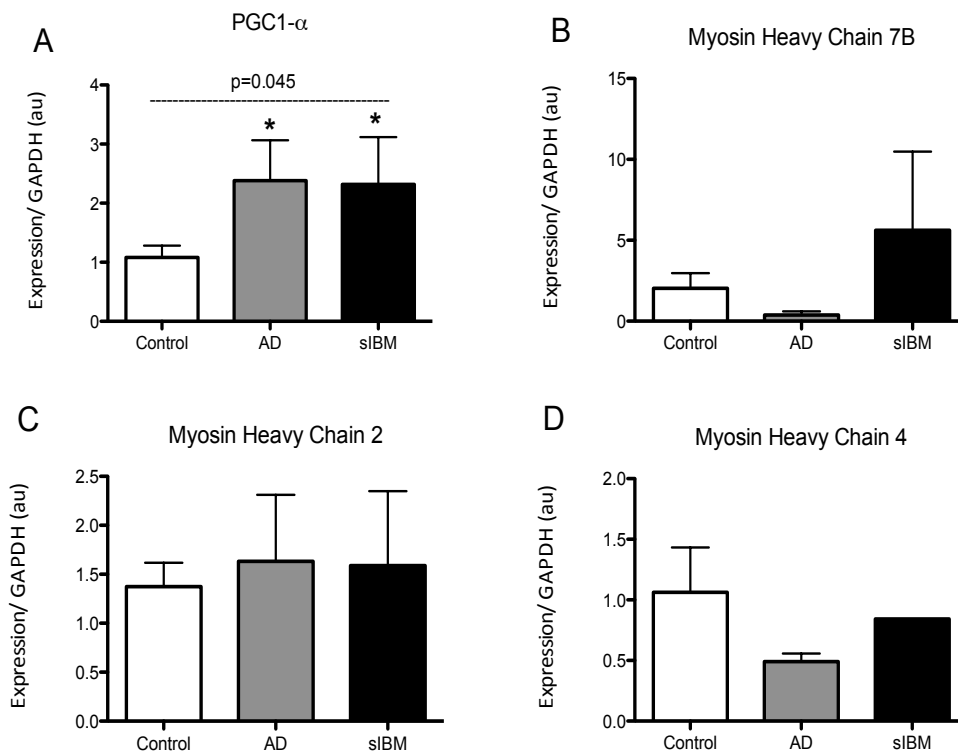 A
PGC1-α
Expression/ GAPDH (au)
4
3
2
1
0
p=0.045
*
*
Control
AD
sIBM
B
Myosin Heavy Chain 7B
Expression/ GAPDH (au)
15
10
5
0
Control
AD
sIBM
C
Myosin Heavy Chain 2
Expression/ GAPDH (au)
2.5
2.0
1.5
1.0
0.5
0.0
Control
AD
sIBM
D
Myosin Heavy Chain 4
Expression/ GAPDH (au)
2.0
1.5
1.0
0.5
0.0
Control
AD
sIBM